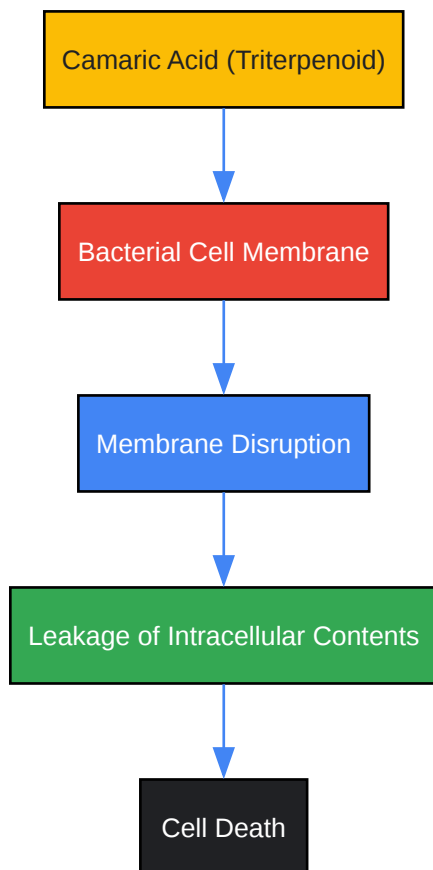 Camaric Acid (Triterpenoid)
Bacterial Cell Membrane
Membrane Disruption
Leakage of Intracellular Contents
Cell Death